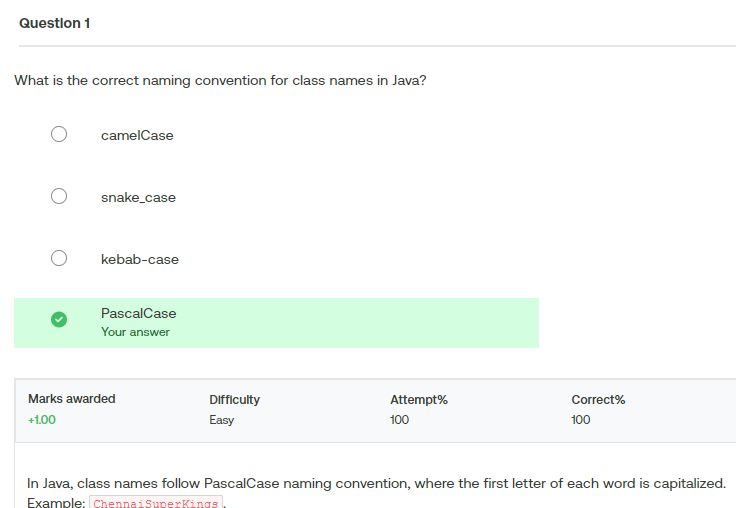 Question 1
What is the correct naming convention for class names in Java?
camelCase
snake_case
kebab-case
PascalCase
Your answer
Marks awarded Difficulty Attempt% Correct%
+1.00 Easy 100 100
In Java, class names follow PascalCase naming convention, where the first letter of each word is capitalized.
Example: ChennaiSuperKings.